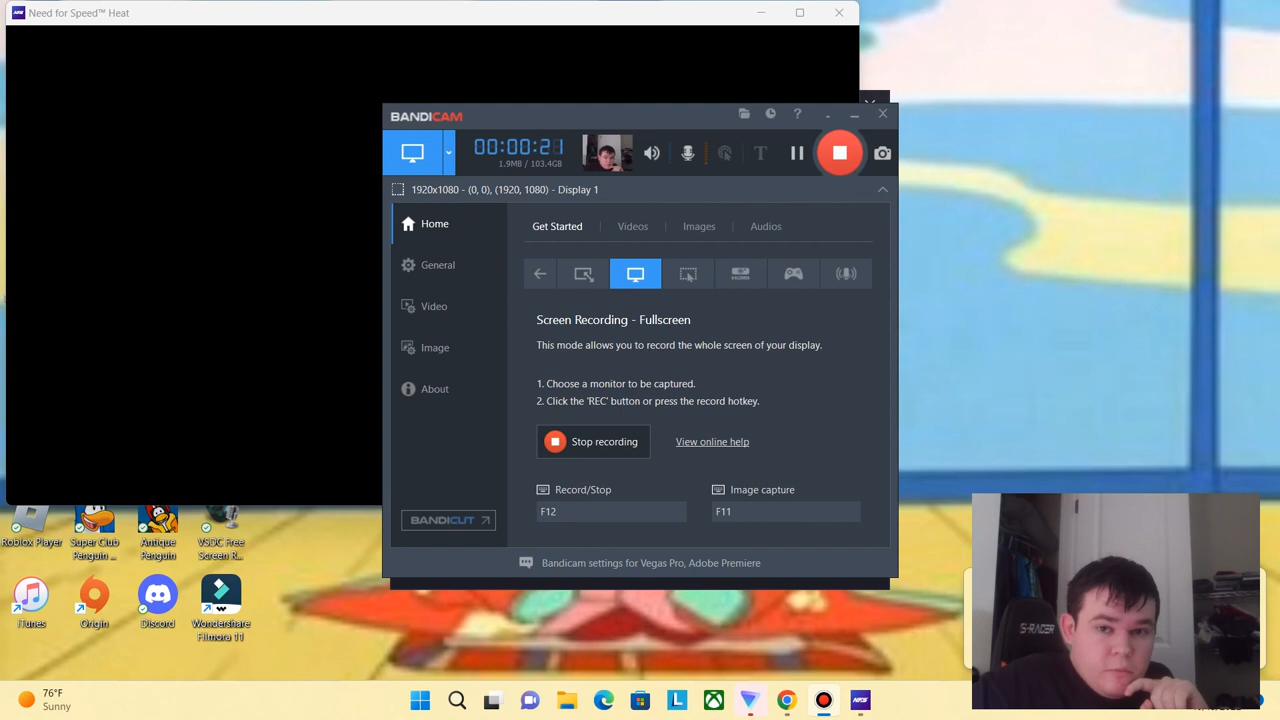 Need for Speed™ Heat
BANDICAM
00:00:21
1.9MB / 103.4GB
1920x1080 - (0, 0), (1920, 1080) - Display 1
Home
General
Video
Image
About
BANDICUT
Get Started
Videos
Images
Audios
Screen Recording - Fullscreen
This mode allows you to record the whole screen of your display.
1. Choose a monitor to be captured.
2. Click the 'REC' button or press the record hotkey.
Stop recording
View online help
Record/Stop
Image capture
F12
F11
Bandicam settings for Vegas Pro, Adobe Premiere
Roblox Player
Super Club
Penguin ...
Antique
Penguin
VSDC Free
Screen R...
iTunes
Origin
Discord
Wondershare
Filmora 11
S-RACER
76°F
Sunny